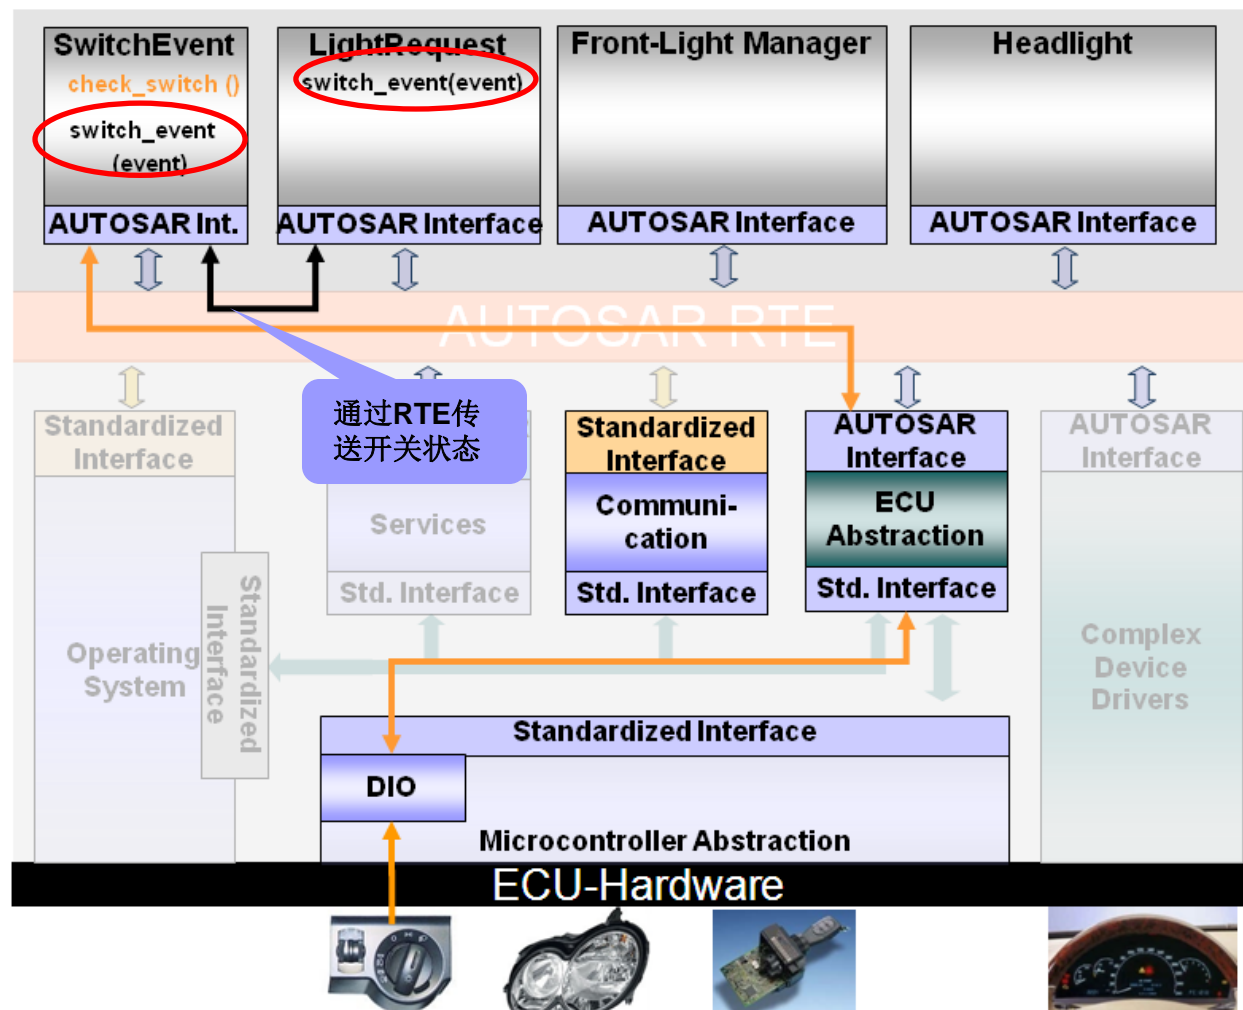 SwitchEvent
check_switch ()
switch_event
(event)
AUTOSAR Int.
LightRequest
switch_event(event)
AUTOSAR Interface
Front-Light Manager
AUTOSAR Interface
Headlight
AUTOSAR Interface
AUTOSAR RTE
通过RTE传
送开关状态
Standardized
Interface
Operating
System
Standardized
Interface
Services
Std. Interface
Standardized
Interface
Communi-
cation
Std. Interface
AUTOSAR
Interface
ECU
Abstraction
Std. Interface
AUTOSAR
Interface
Complex
Device
Drivers
Standardized Interface
DIO
Microcontroller Abstraction
ECU-Hardware